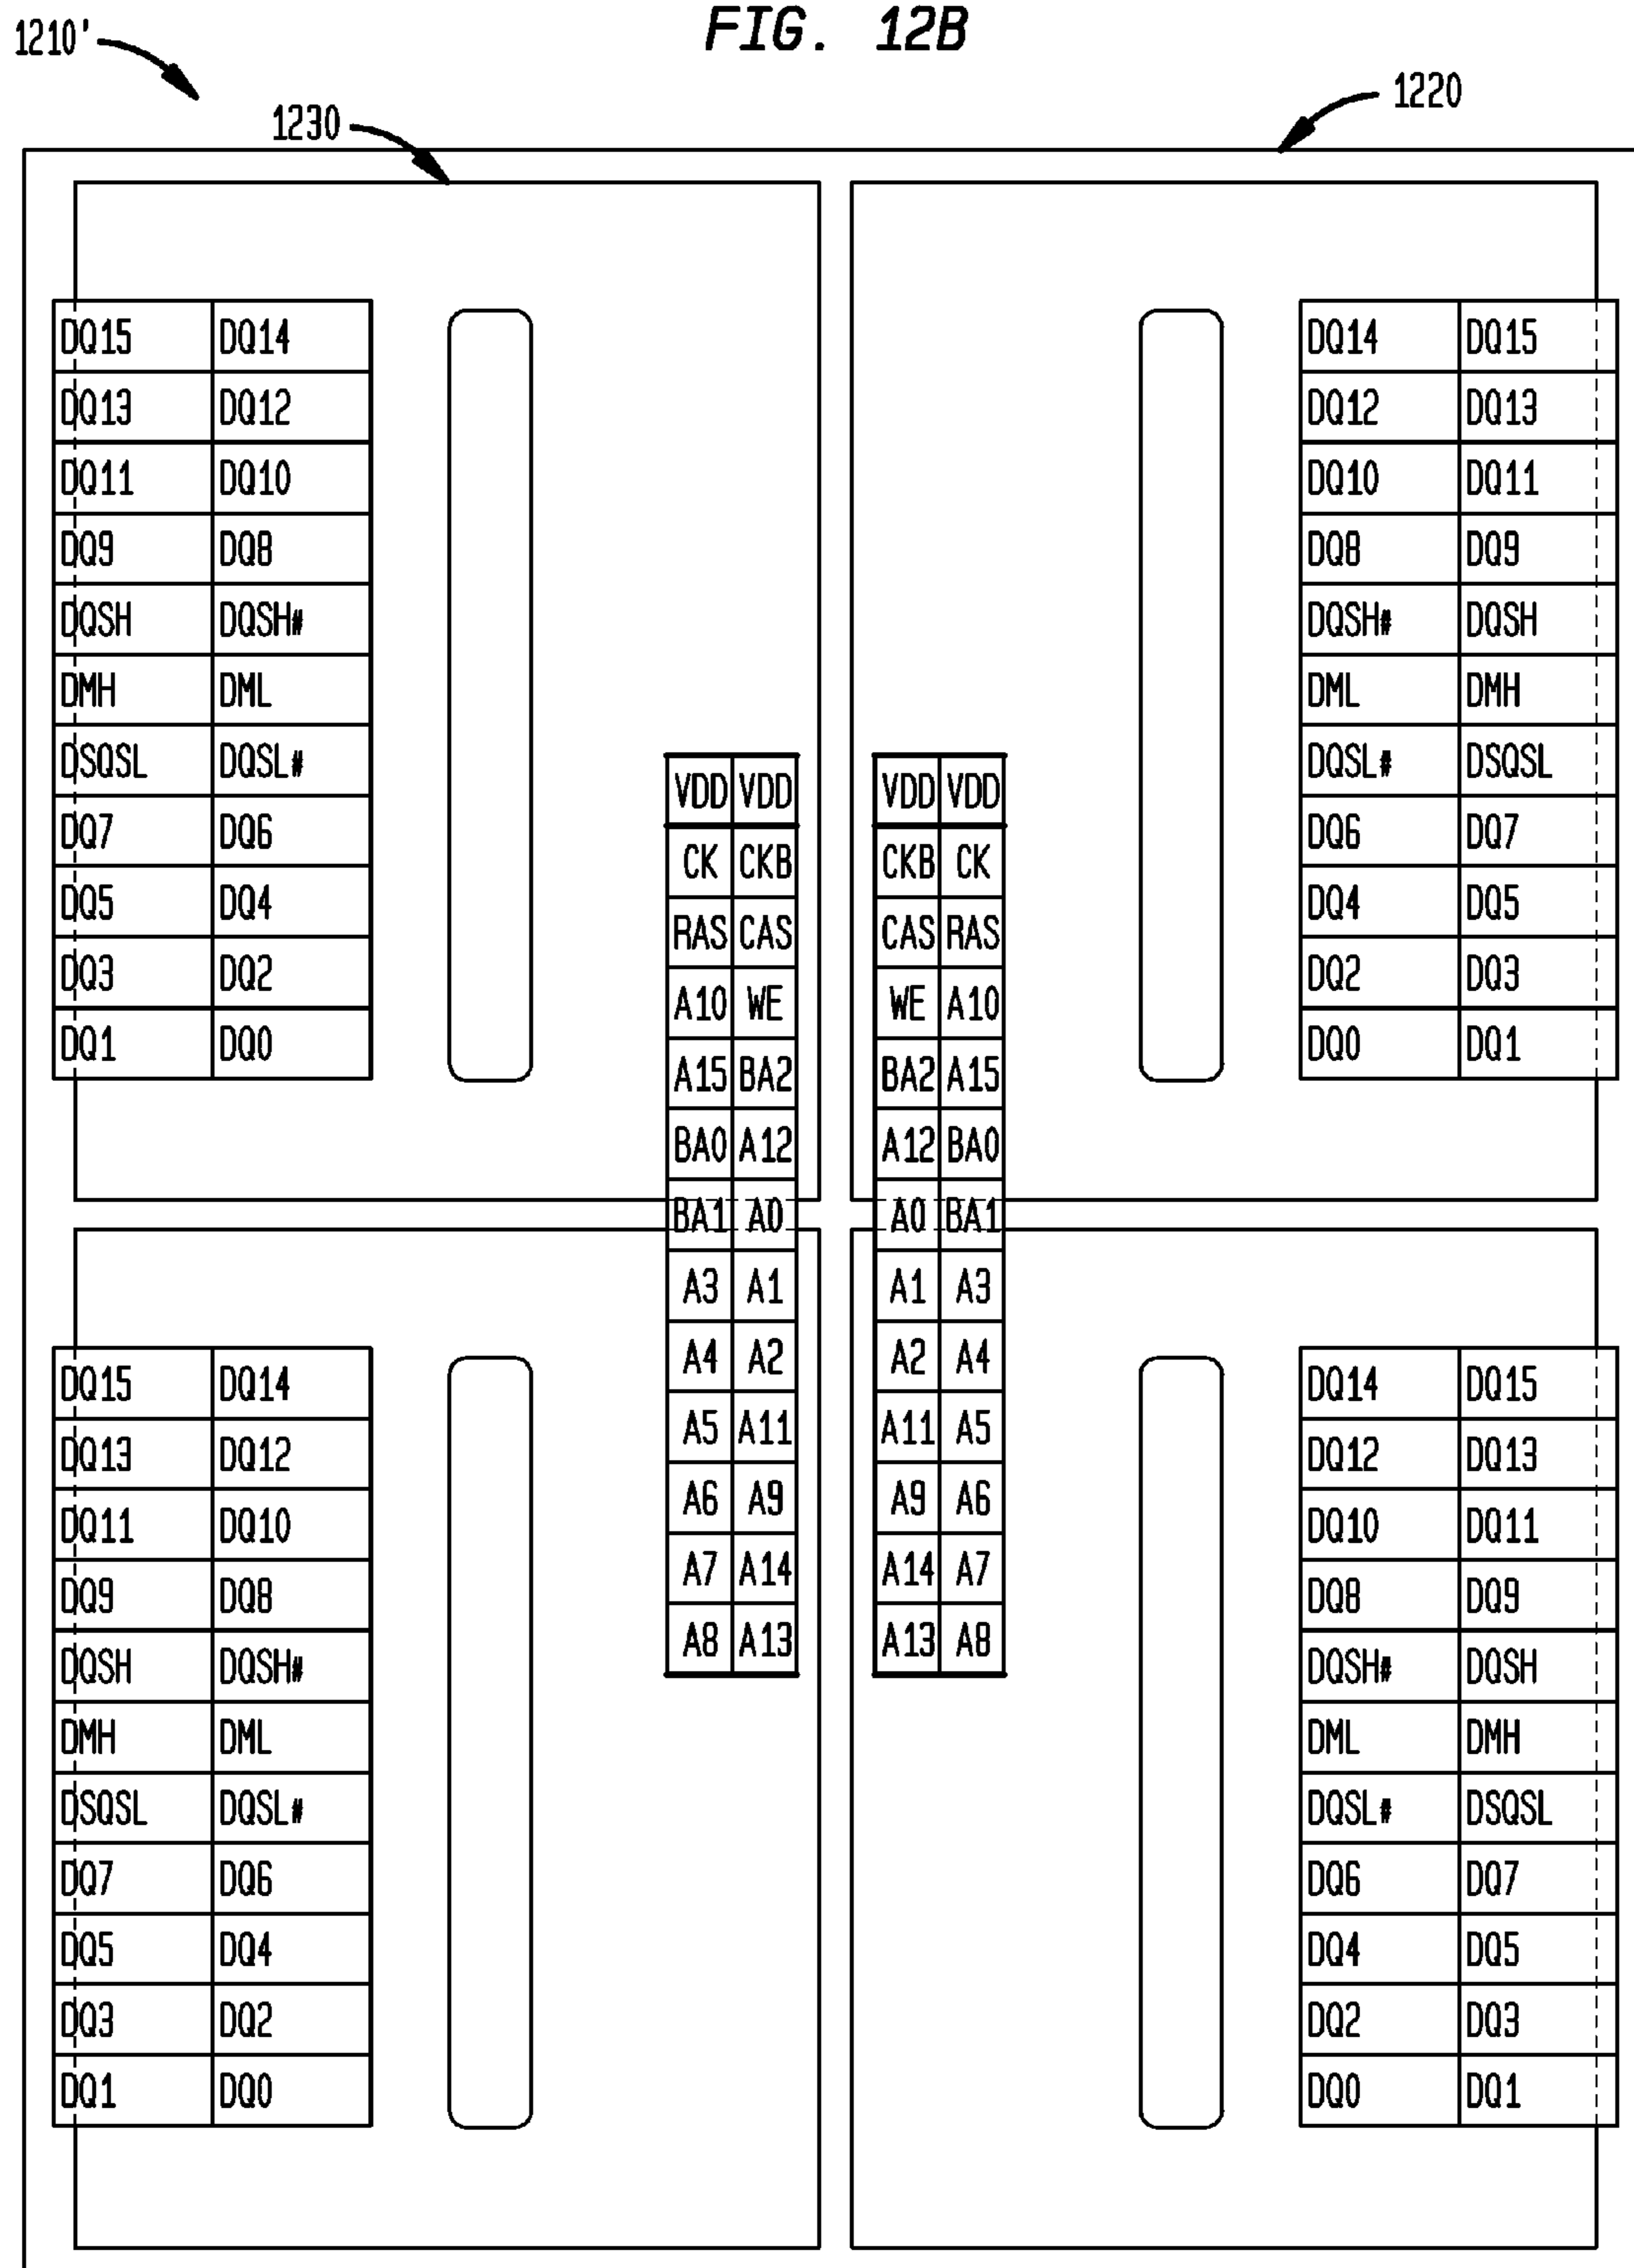 FIG. 12B
1210'
1220
1230
DQ15 DQ14
DQ13 DQ12
DQ11 DQ10
DQ9 DQ8
DQSH DQSH#
DMH DML
DSQSL DQSL#
DQ7 DQ6
DQ5 DQ4
DQ3 DQ2
DQ1 DQ0
VDD VDD
CK CKB
RAS CAS
A10 WE
A15 BA2
BA0 A12
BA1 A0
A3 A1
A4 A2
A5 A11
A6 A9
A7 A14
A8 A13
VDD VDD
CKB CK
CAS RAS
WE A10
BA2 A15
A12 BA0
A0 BA1
A1 A3
A2 A4
A11 A5
A9 A6
A14 A7
A13 A8
DQ14 DQ15
DQ12 DQ13
DQ10 DQ11
DQ8 DQ9
DQSH# DQSH
DML DMH
DQSL# DSQSL
DQ6 DQ7
DQ4 DQ5
DQ2 DQ3
DQ0 DQ1
DQ15 DQ14
DQ13 DQ12
DQ11 DQ10
DQ9 DQ8
DQSH DQSH#
DMH DML
DSQSL DQSL#
DQ7 DQ6
DQ5 DQ4
DQ3 DQ2
DQ1 DQ0
DQ14 DQ15
DQ12 DQ13
DQ10 DQ11
DQ8 DQ9
DQSH# DQSH
DML DMH
DQSL# DSQSL
DQ6 DQ7
DQ4 DQ5
DQ2 DQ3
DQ0 DQ1